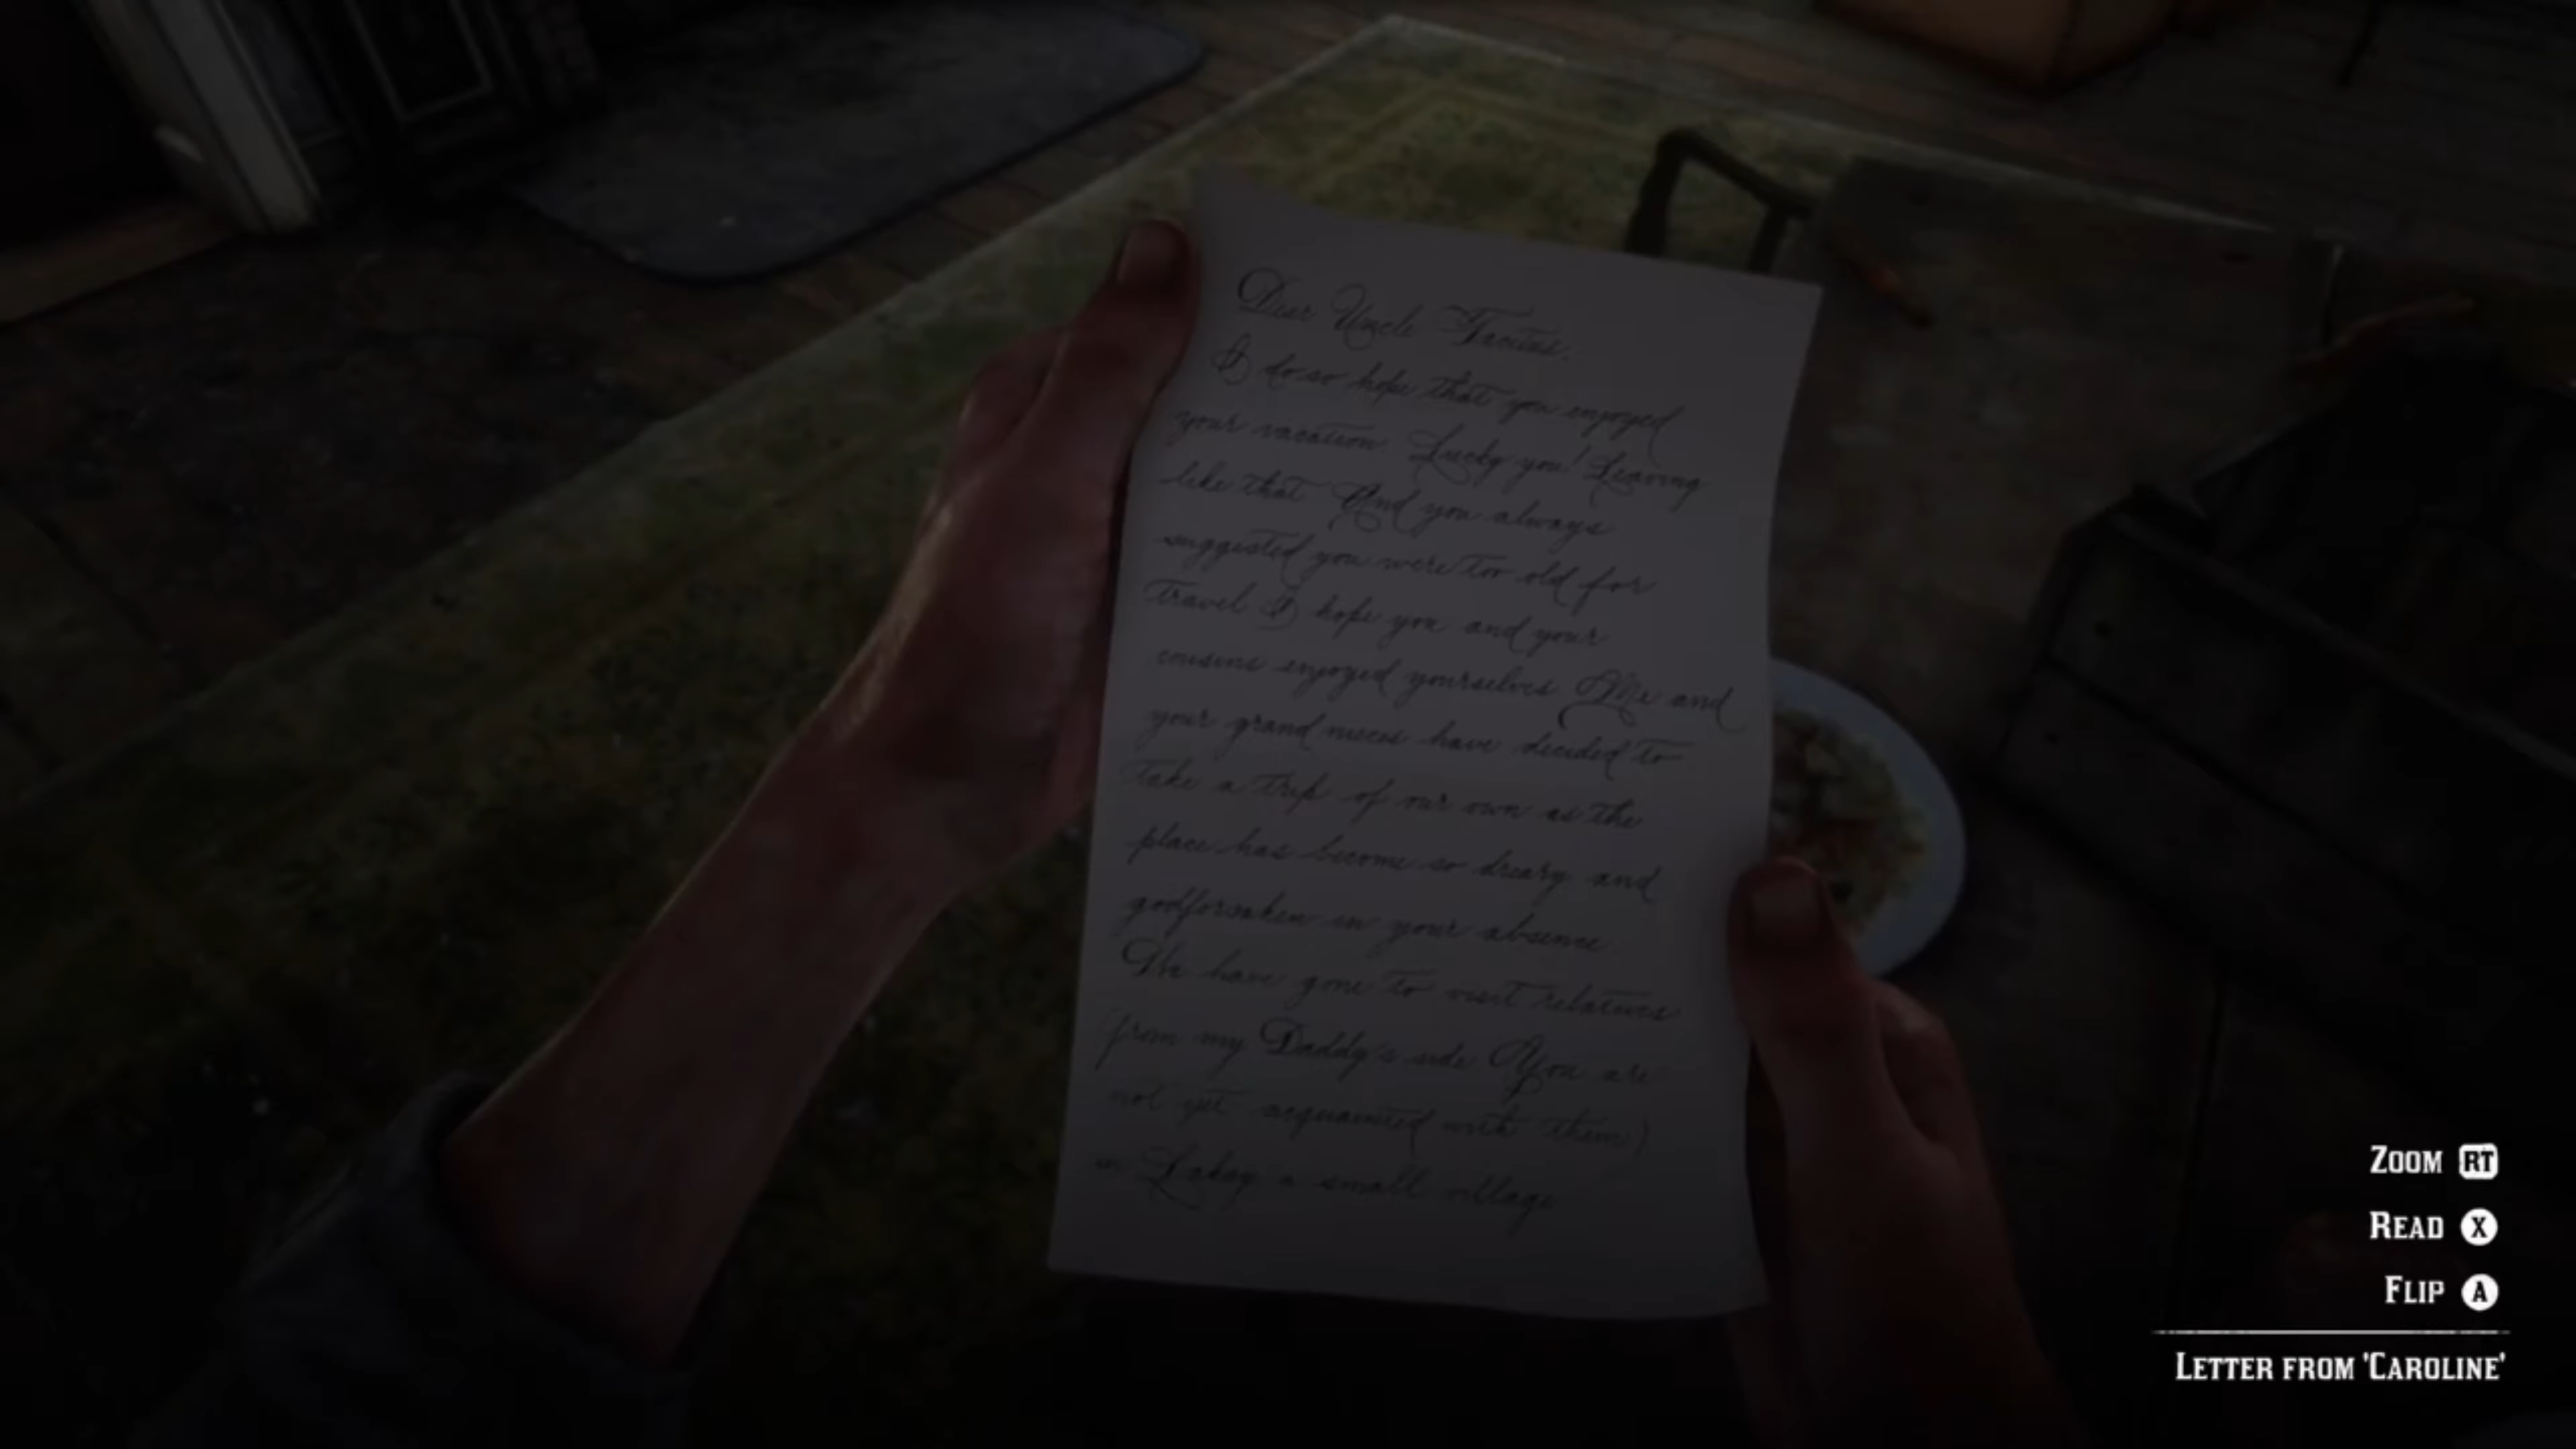 Dear Uncle Tacitus,
I do so hope that you enjoyed
your vacation. Lucky you! Leaving
like that And you always
suggested you were too old for
travel I hope you and your
cousins enjoyed yourselves Me and
your grand nieces have decided to
take a trip of our own as the
place has become so dreary and
godforsaken in your absence.
We have gone to visit relatives
from my Daddy's side (You are
not yet acquainted with them)
in Lakay a small village
ZOOM RT
READ X
FLIP A
LETTER FROM 'CAROLINE'